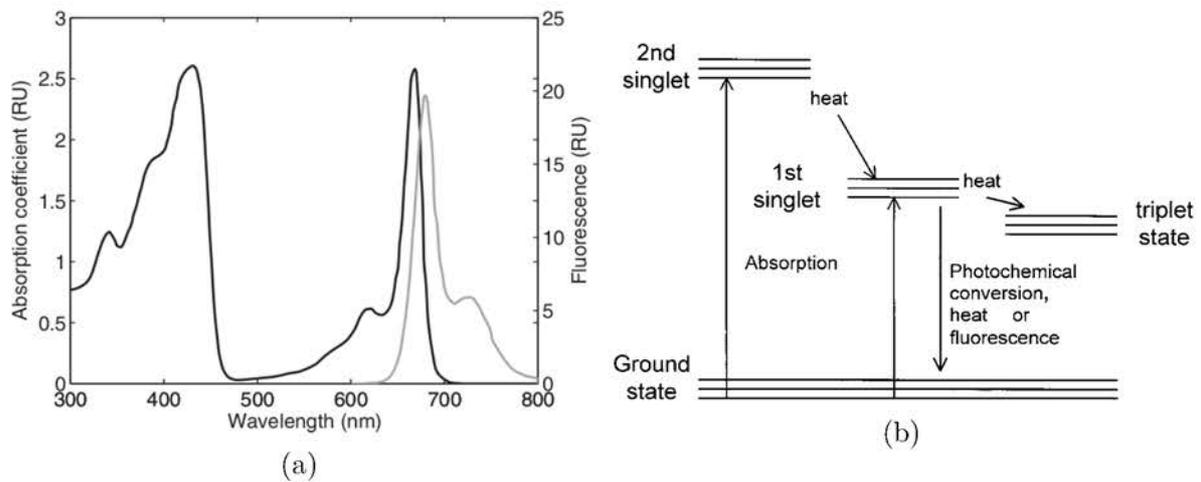 3
2.5
2
1.5
1
0.5
0
25
20
15
10
5
0
300 400 500 600 700 800
Absorption coefficient (RU)
Fluorescence (RU)
Wavelength (nm)
(a)
2nd
singlet
heat
1st
singlet
heat
triplet
state
Absorption
Photochemical
conversion,
heat or
fluorescence
Ground
state
(b)